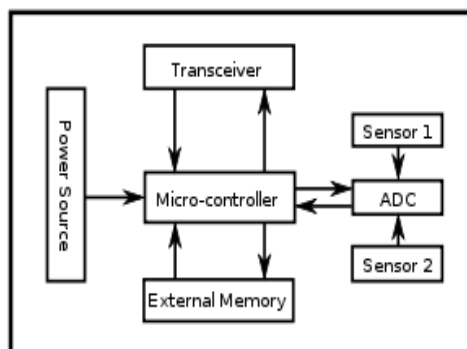 Transceiver
Power Source
Sensor 1
Micro-controller
ADC
Sensor 2
External Memory